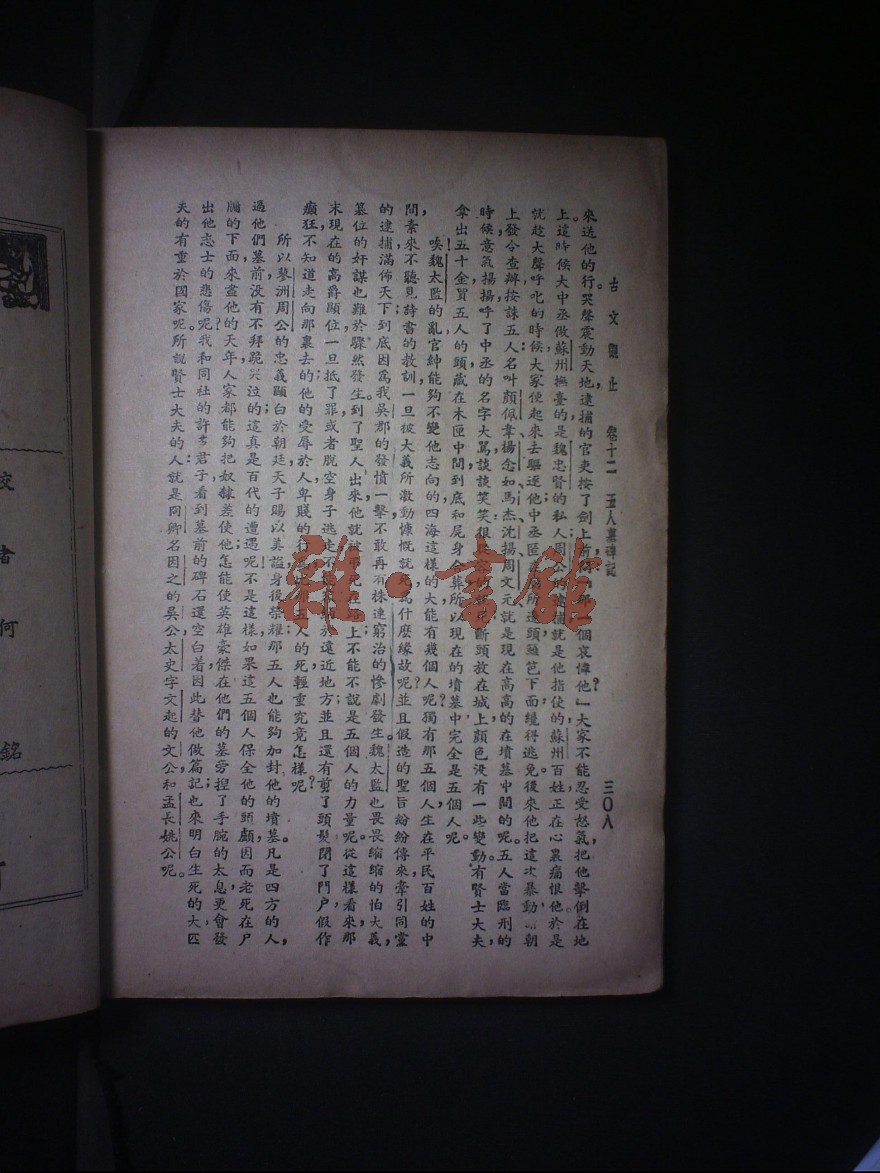 古文觀止 卷十二 五人墓碑記 三〇八
來送他的行。哭聲震動天地,逮捕的官吏按了劍上前個哀憐他?」大家不能忍受怒氣,把他擊倒在地
上。這時候大中丞做蘇州撫臺的,是魏忠賢的私人,周公的逮捕就是他指使的;蘇州百姓正在心裏痛恨他。於是
就趁大聲呼叱的時候,大家便起來去驅逐他;中丞匿廁所邊頭籬笆下面,纔得逃免。後來他把這次暴動朝
上發令查辦,按誅五人,名叫顏佩韋、楊念如、馬杰、沈揚、周文元,就是現在高高的在墳墓中間的呢。五人當臨刑的
時候,意氣揚揚,呼了中丞的名字大罵,談談笑笑,很斷頭放在城上,顏色沒有一些變動。有賢士大夫,
拿出五十金,買五人的頭,藏在木匣中間,到底和尾身合葬,所以現在的墳墓中,完全是五個人呢。
唉!魏太監的亂,官紳能夠不變他志向的,四海這樣的大,能有幾個人呢?獨有那五個人,生在平民百姓的中
間,素來不聽見詩書的教訓,一旦被大義所激動,慷慨就死,爲什麼緣故呢?並且假造的聖旨紛紛傳來,牽引同黨
的逮捕,滿佈天下;到底因爲我吳郡的發憤一擊,不敢再有株連窮治的慘劇發生。魏太監也畏畏縮縮的怕大義,
篡位的奸謀也難於驟然發生。到了聖人出來,他就被弔死在路上,不能不說是五個人的力量呢。從這樣看來,那
末現在的高爵顯位,一旦抵了罪,或者脫空身子逃走,不於遠近地方;並且還有剪了頭髮,閉了門戶,假作
癲狂,不知道走向那裏去的,他的受辱於人,卑賤的行五人的死,輕重究竟怎樣呢?
所以蓼洲周公的忠義顯白於朝廷,天子賜以美謚,身後榮耀;那五人也能夠加封他的墳墓。凡是四方的人,
過他們墓前,沒有不拜跪哭泣的,這真是百代的遭遇呢。不是這樣,如果這五個人保全他的頭顱,因而老死在戶
牖的下面,來盡他的天年,人家都能夠把奴隸差使他;怎能使英雄豪傑在他們的墓旁,捏了手腕的太息,更會發
出他志士的悲傷呢?我和同社的許多君子,看到墓前的碑石還空白着,因此替他做篇記;也來明白生死的大,匹
夫的有重於國家呢。所說賢士大夫的人,就是冏卿名因之的吳公,太史字文起的文公,和孟長姚公呢。
校
者
何
銘
雜·書館